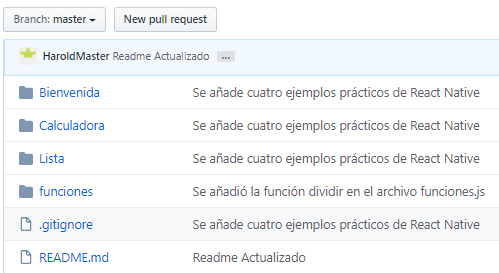 Branch: master New pull request
HaroldMaster Readme Actualizado ...
Bienvenida Se añade cuatro ejemplos prácticos de React Native
Calculadora Se añade cuatro ejemplos prácticos de React Native
Lista Se añade cuatro ejemplos prácticos de React Native
funciones Se añadió la función dividir en el archivo funciones.js
.gitignore Se añade cuatro ejemplos prácticos de React Native
README.md Readme Actualizado